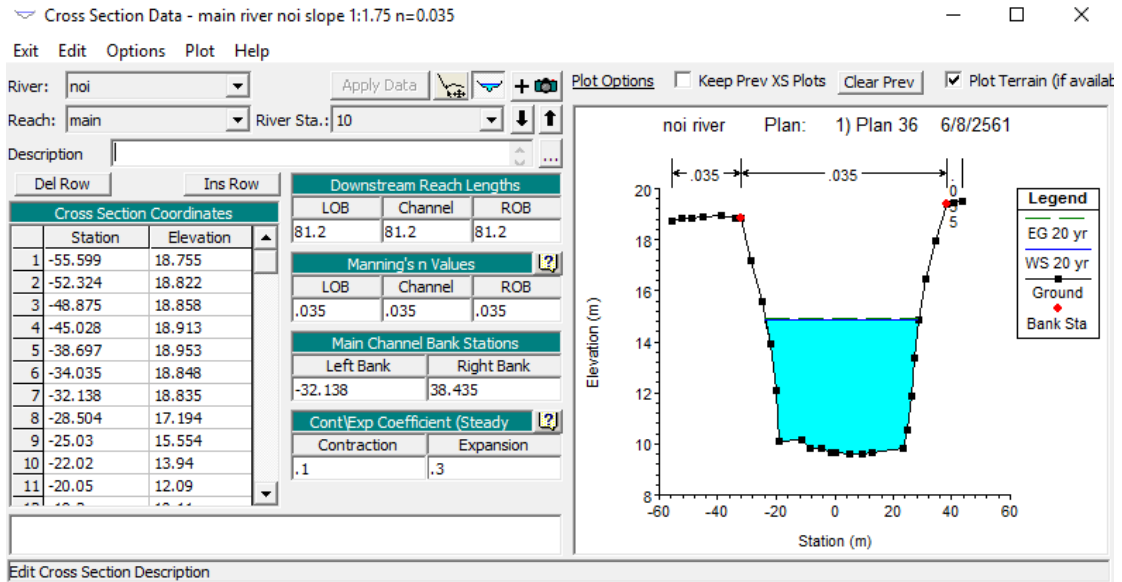 Cross Section Data - main river noi slope 1:1.75 n=0.035
Exit Edit Options Plot Help
River: noi Apply Data +
Reach: main River Sta.: 10
Description ...
Del Row Ins Row
Cross Section Coordinates
Station Elevation
1 -55.599 18.755
2 -52.324 18.822
3 -48.875 18.858
4 -45.028 18.913
5 -38.697 18.953
6 -34.035 18.848
7 -32.138 18.835
8 -28.504 17.194
9 -25.03 15.554
10 -22.02 13.94
11 -20.05 12.09
Downstream Reach Lengths
LOB Channel ROB
81.2 81.2 81.2
Manning's n Values ?
LOB Channel ROB
.035 .035 .035
Main Channel Bank Stations
Left Bank Right Bank
-32.138 38.435
Cont\Exp Coefficient (Steady ?
Contraction Expansion
.1 .3
Edit Cross Section Description
Plot Options Keep Prev XS Plots Clear Prev Plot Terrain (if availab
noi river Plan: 1) Plan 36 6/8/2561
.035 .035 .035
20
18
16
14
12
10
8
Elevation (m)
-60 -40 -20 0 20 40 60
Station (m)
Legend
EG 20 yr
WS 20 yr
Ground
Bank Sta